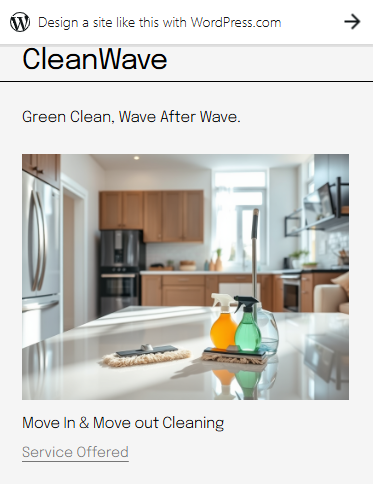 Design a site like this with WordPress.com
CleanWave
Green Clean, Wave After Wave.
Move In & Move out Cleaning
Service Offered